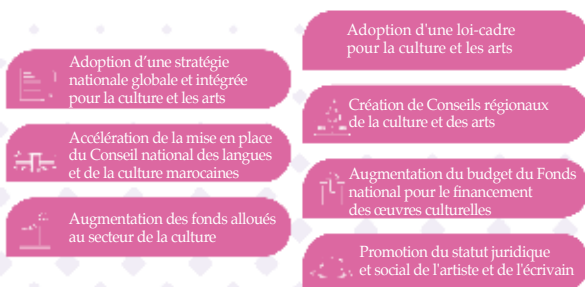 Adoption d’une stratégie
nationale globale et intégrée
pour la culture et les arts
Accélération de la mise en place
du Conseil national des langues
et de la culture marocaines
Augmentation des fonds alloués
au secteur de la culture
Adoption d'une loi-cadre
pour la culture et les arts
Création de Conseils régionaux
de la culture et des arts
Augmentation du budget du Fonds
national pour le financement
des œuvres culturelles
Promotion du statut juridique
et social de l'artiste et de l'écrivain